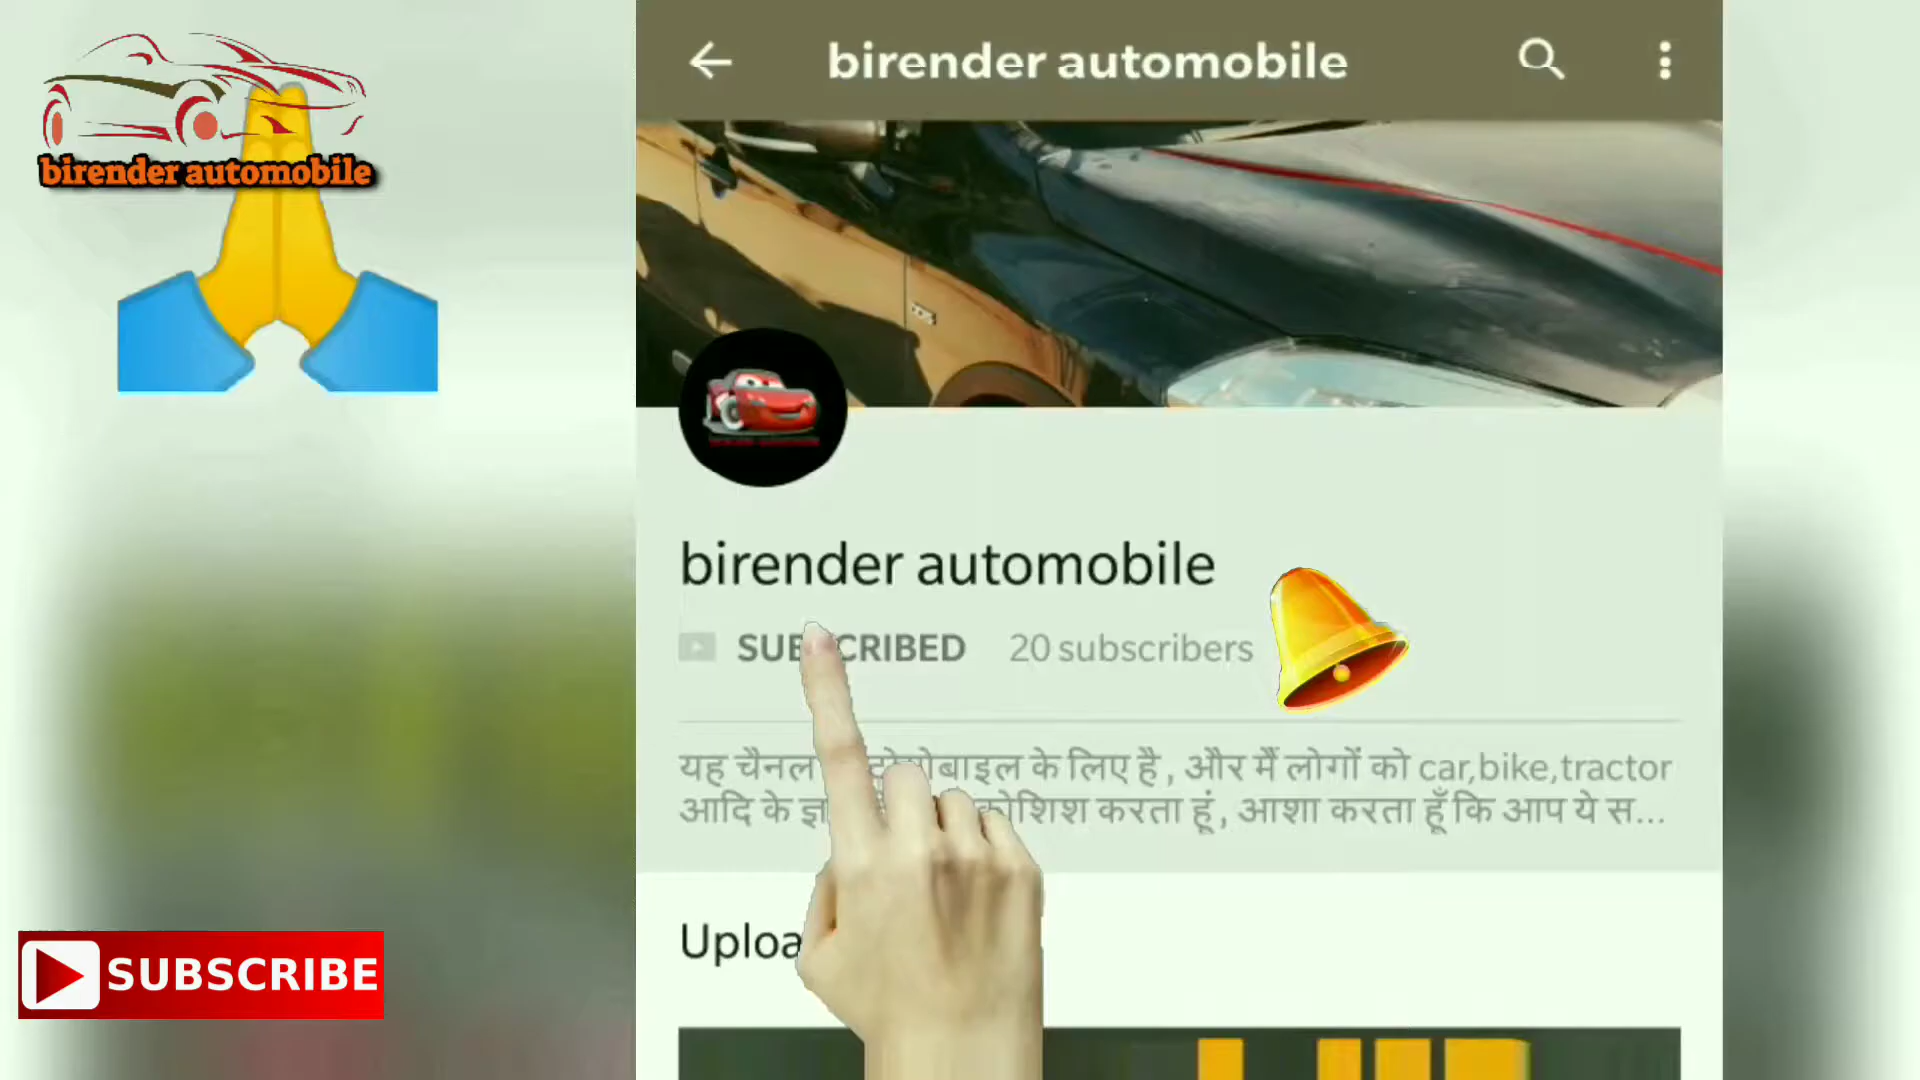 birender automobile
birender automobile
birender automobile
SUBSCRIBED 20 subscribers
यह चैनल के लिए है , और मैं लोगों को car,bike,tractor
आदि के कोशिश करता हूं , आशा करता हूँ कि आप ये स...
SUBSCRIBE